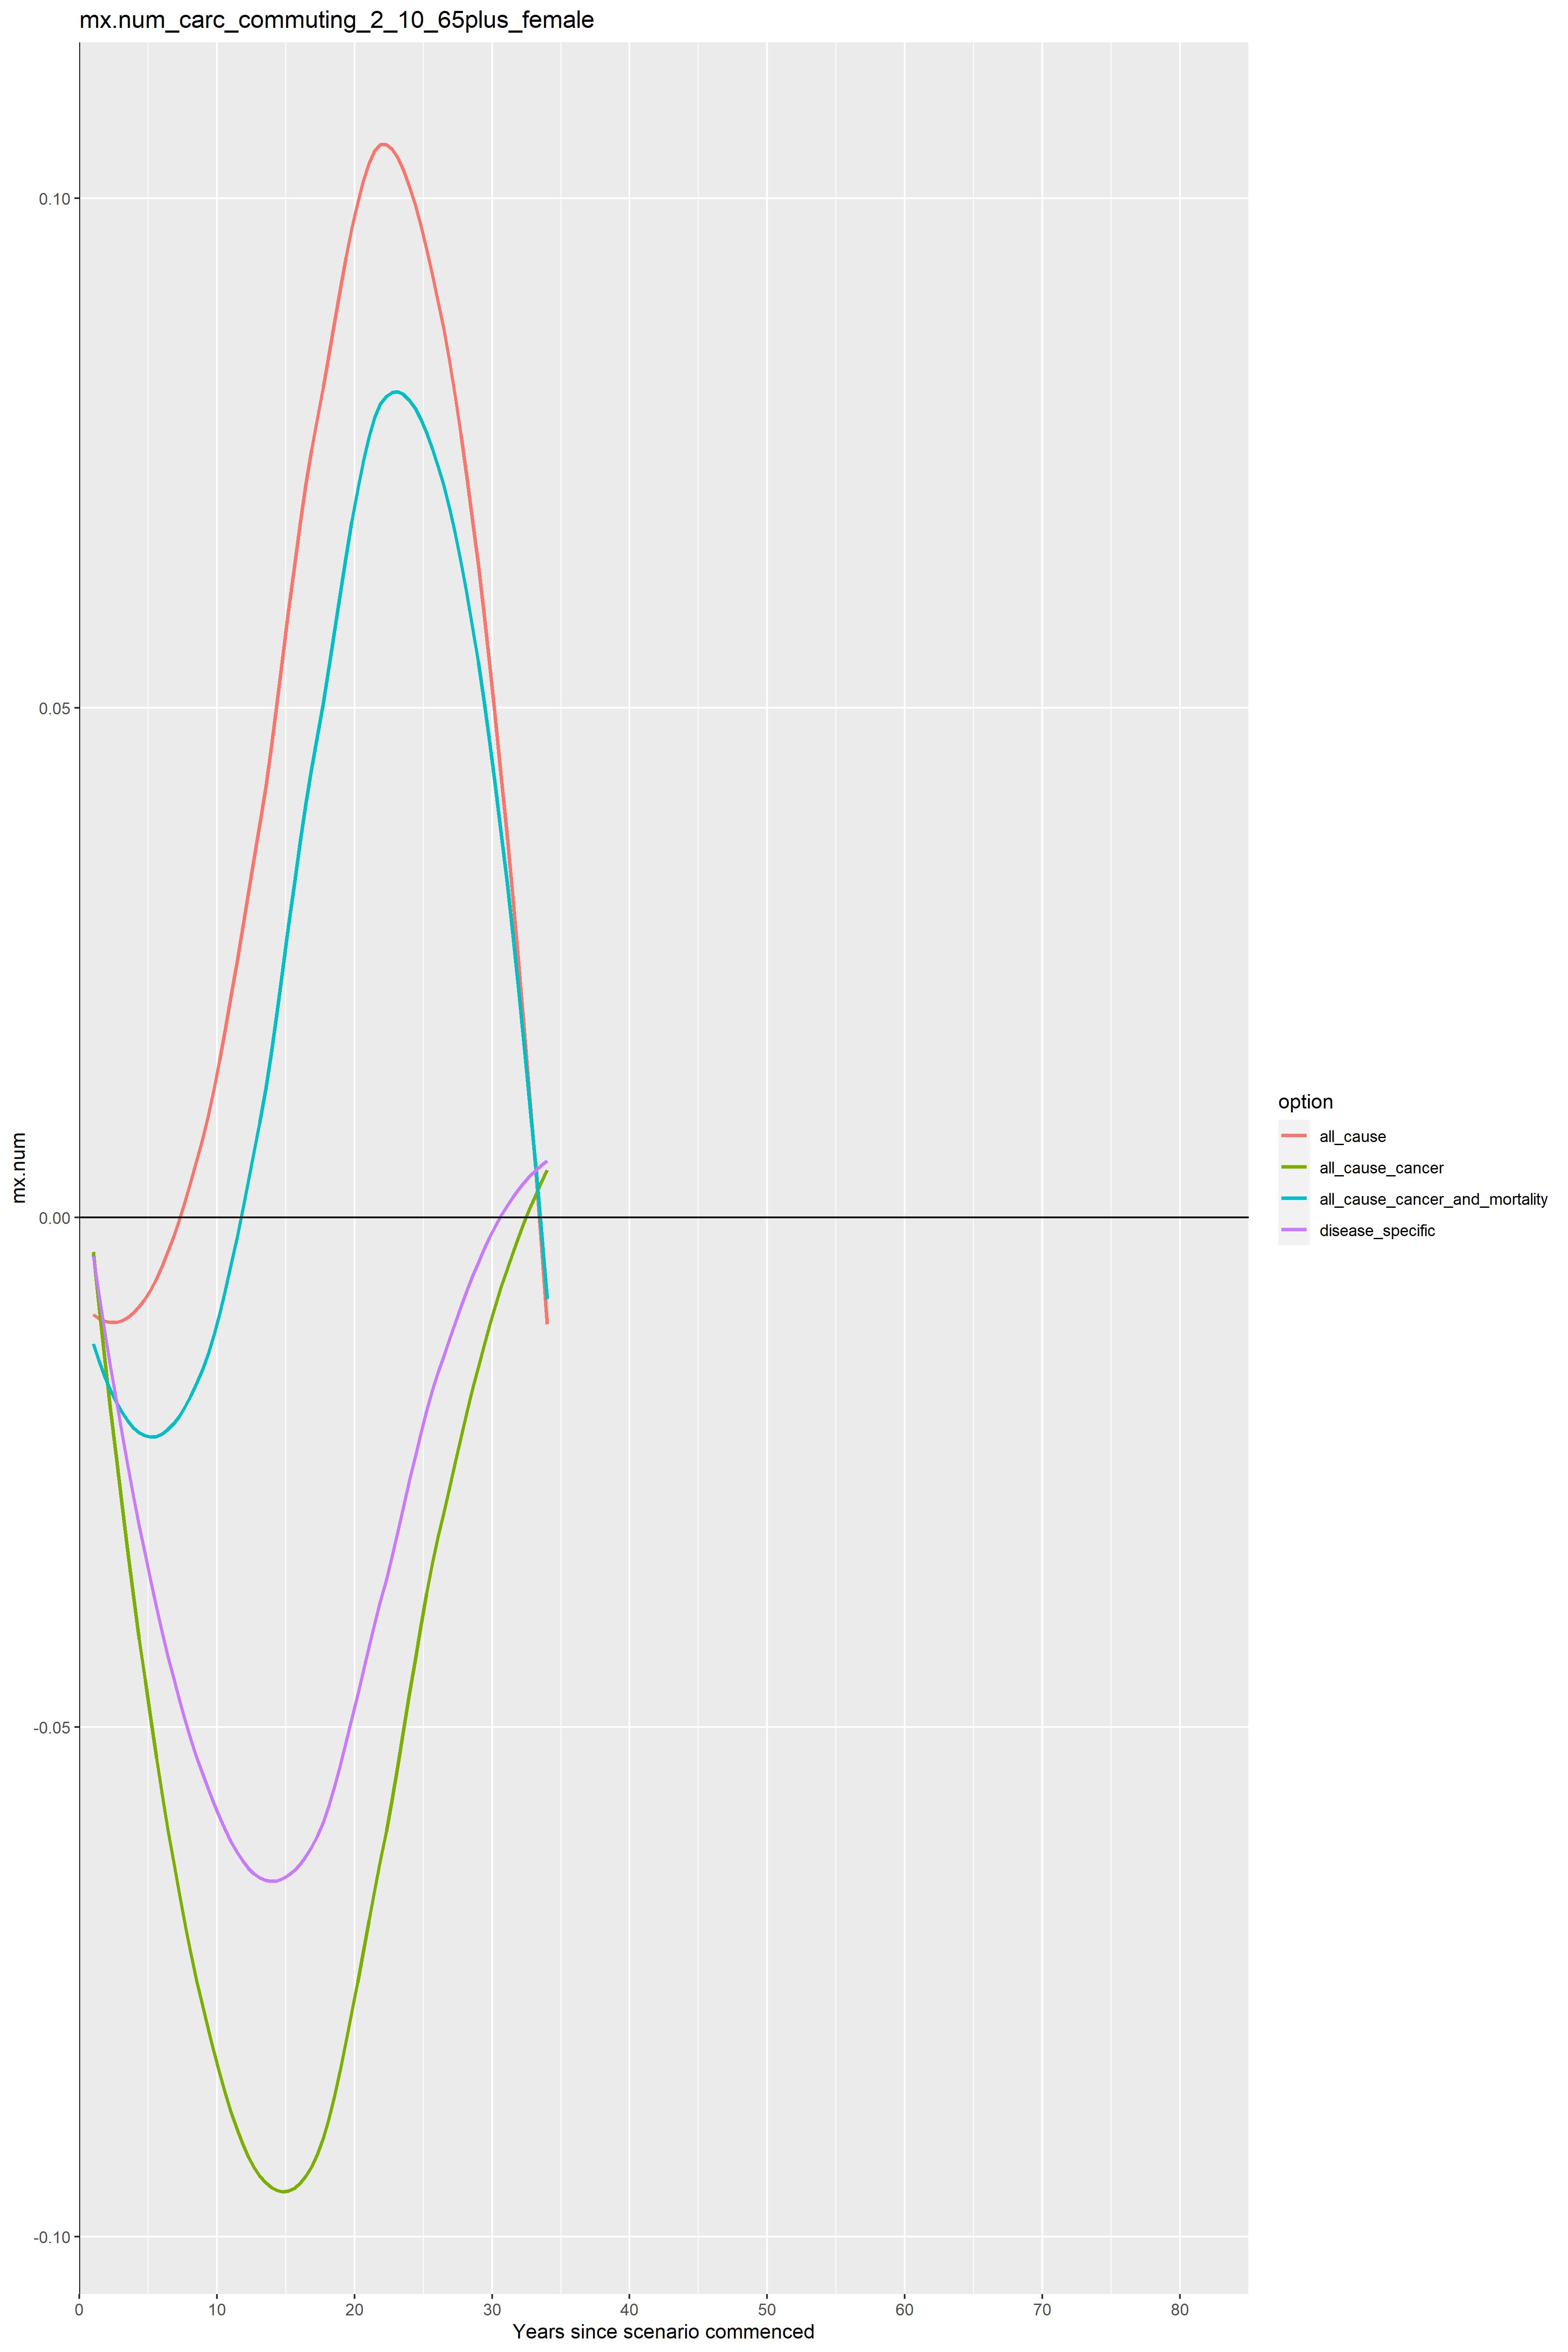 mx.num_carc_commuting_2_10_65plus_female
mx.num
0.10
0.05
0.00
-0.05
-0.10
0 10 20 30 40 50 60 70 80
Years since scenario commenced
option
all_cause
all_cause_cancer
all_cause_cancer_and_mortality
disease_specific